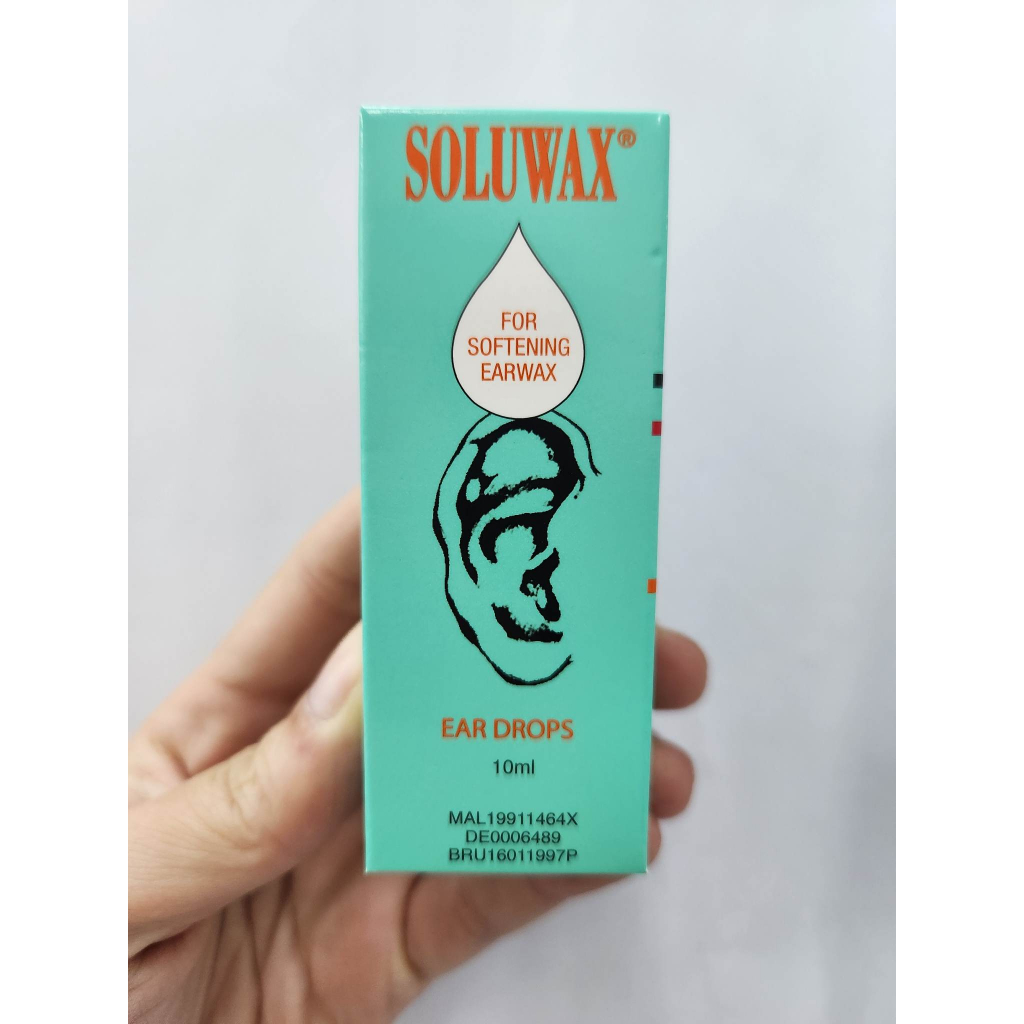 SOLUWAX®
FOR
SOFTENING
EARWAX
EAR DROPS
10ml
MAL19911464X
DE0006489
BRU16011997P